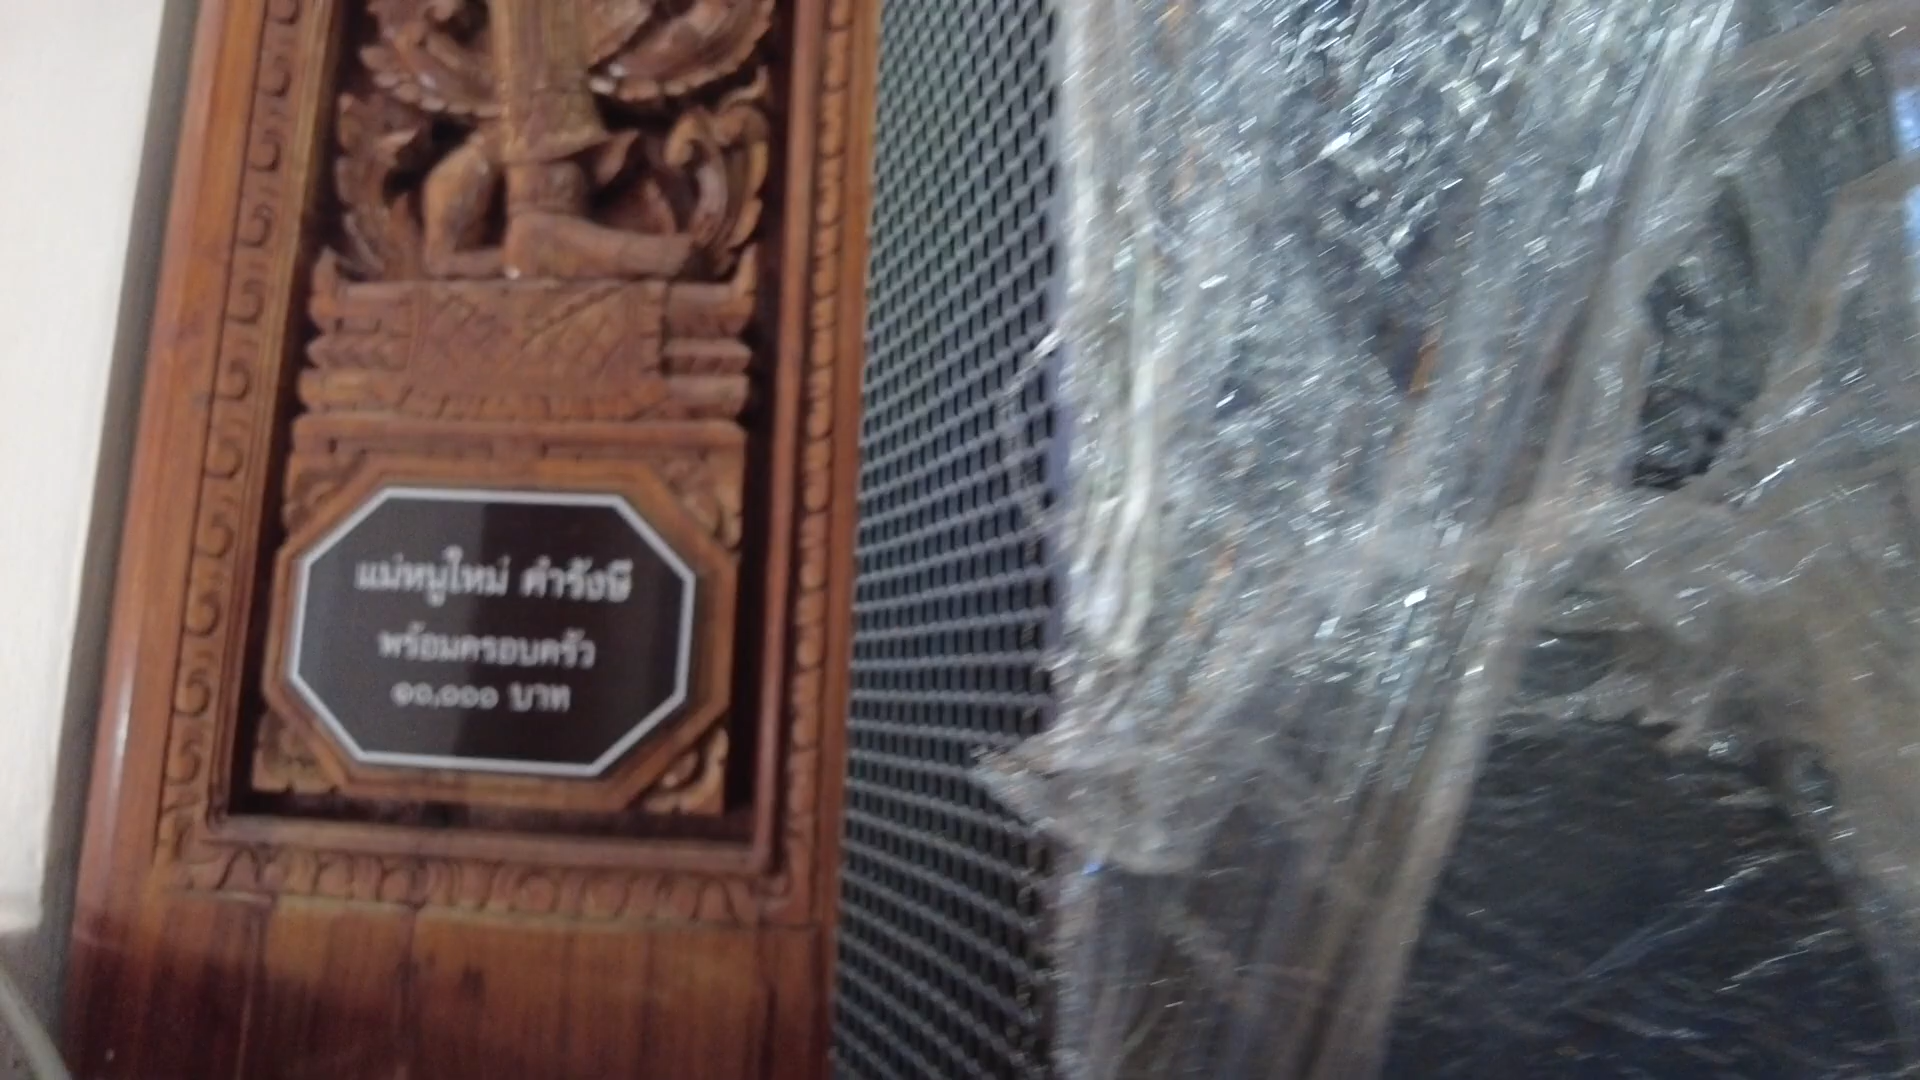 แม่หนูใหม่ คำรังษี
พร้อมครอบครัว
๑๐,๐๐๐ บาท